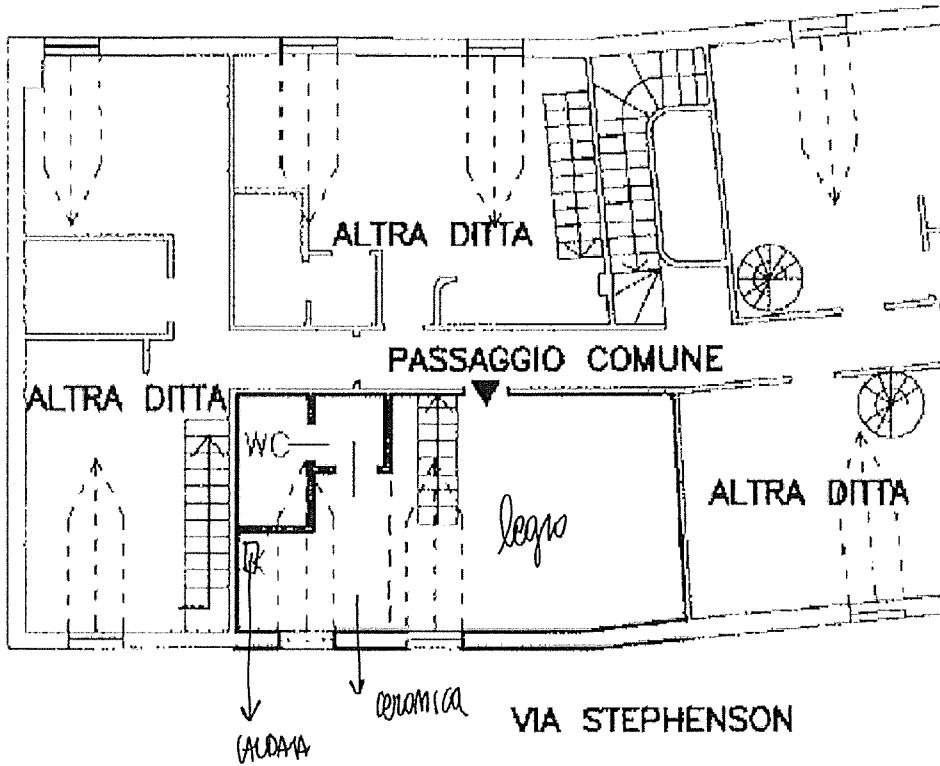 ALTRA DITTA
PASSAGGIO COMUNE
ALTRA DITTA
WC
legno
ALTRA DITTA
ceramica
CALDAIA
VIA STEPHENSON